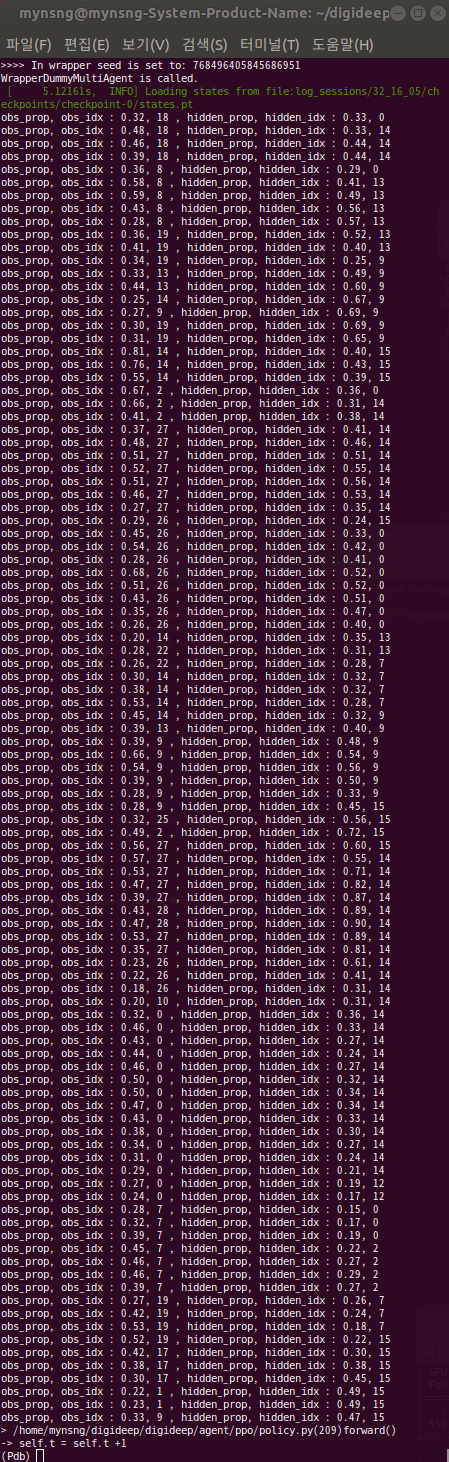 mynsng@mynsng-System-Product-Name: ~/digideep
파일(F) 편집(E) 보기(V) 검색(S) 터미널(T) 도움말(H)
>>>> In wrapper seed is set to: 768496405845686951
WrapperDummyMultiAgent is called.
[ 5.12161s, INFO] Loading states from file:log_sessions/32_16_05/ch
eckpoints/checkpoint-0/states.pt
obs_prop, obs_idx : 0.32, 18 , hidden_prop, hidden_idx : 0.33, 0
obs_prop, obs_idx : 0.48, 18 , hidden_prop, hidden_idx : 0.33, 14
obs_prop, obs_idx : 0.46, 18 , hidden_prop, hidden_idx : 0.44, 14
obs_prop, obs_idx : 0.39, 18 , hidden_prop, hidden_idx : 0.44, 14
obs_prop, obs_idx : 0.36, 8 , hidden_prop, hidden_idx : 0.29, 0
obs_prop, obs_idx : 0.58, 8 , hidden_prop, hidden_idx : 0.41, 13
obs_prop, obs_idx : 0.59, 8 , hidden_prop, hidden_idx : 0.49, 13
obs_prop, obs_idx : 0.43, 8 , hidden_prop, hidden_idx : 0.56, 13
obs_prop, obs_idx : 0.28, 8 , hidden_prop, hidden_idx : 0.57, 13
obs_prop, obs_idx : 0.36, 19 , hidden_prop, hidden_idx : 0.52, 13
obs_prop, obs_idx : 0.41, 19 , hidden_prop, hidden_idx : 0.40, 13
obs_prop, obs_idx : 0.34, 19 , hidden_prop, hidden_idx : 0.25, 9
obs_prop, obs_idx : 0.33, 13 , hidden_prop, hidden_idx : 0.49, 9
obs_prop, obs_idx : 0.44, 13 , hidden_prop, hidden_idx : 0.60, 9
obs_prop, obs_idx : 0.25, 14 , hidden_prop, hidden_idx : 0.67, 9
obs_prop, obs_idx : 0.27, 9 , hidden_prop, hidden_idx : 0.69, 9
obs_prop, obs_idx : 0.30, 19 , hidden_prop, hidden_idx : 0.69, 9
obs_prop, obs_idx : 0.31, 19 , hidden_prop, hidden_idx : 0.65, 9
obs_prop, obs_idx : 0.81, 14 , hidden_prop, hidden_idx : 0.40, 15
obs_prop, obs_idx : 0.76, 14 , hidden_prop, hidden_idx : 0.43, 15
obs_prop, obs_idx : 0.55, 14 , hidden_prop, hidden_idx : 0.39, 15
obs_prop, obs_idx : 0.67, 2 , hidden_prop, hidden_idx : 0.36, 0
obs_prop, obs_idx : 0.66, 2 , hidden_prop, hidden_idx : 0.31, 14
obs_prop, obs_idx : 0.41, 2 , hidden_prop, hidden_idx : 0.38, 14
obs_prop, obs_idx : 0.37, 27 , hidden_prop, hidden_idx : 0.41, 14
obs_prop, obs_idx : 0.48, 27 , hidden_prop, hidden_idx : 0.46, 14
obs_prop, obs_idx : 0.51, 27 , hidden_prop, hidden_idx : 0.51, 14
obs_prop, obs_idx : 0.52, 27 , hidden_prop, hidden_idx : 0.55, 14
obs_prop, obs_idx : 0.51, 27 , hidden_prop, hidden_idx : 0.56, 14
obs_prop, obs_idx : 0.46, 27 , hidden_prop, hidden_idx : 0.53, 14
obs_prop, obs_idx : 0.27, 27 , hidden_prop, hidden_idx : 0.35, 14
obs_prop, obs_idx : 0.29, 26 , hidden_prop, hidden_idx : 0.24, 15
obs_prop, obs_idx : 0.45, 26 , hidden_prop, hidden_idx : 0.33, 0
obs_prop, obs_idx : 0.54, 26 , hidden_prop, hidden_idx : 0.42, 0
obs_prop, obs_idx : 0.28, 26 , hidden_prop, hidden_idx : 0.41, 0
obs_prop, obs_idx : 0.68, 26 , hidden_prop, hidden_idx : 0.52, 0
obs_prop, obs_idx : 0.51, 26 , hidden_prop, hidden_idx : 0.52, 0
obs_prop, obs_idx : 0.43, 26 , hidden_prop, hidden_idx : 0.51, 0
obs_prop, obs_idx : 0.35, 26 , hidden_prop, hidden_idx : 0.47, 0
obs_prop, obs_idx : 0.26, 26 , hidden_prop, hidden_idx : 0.40, 0
obs_prop, obs_idx : 0.20, 14 , hidden_prop, hidden_idx : 0.35, 13
obs_prop, obs_idx : 0.28, 22 , hidden_prop, hidden_idx : 0.31, 13
obs_prop, obs_idx : 0.26, 22 , hidden_prop, hidden_idx : 0.28, 7
obs_prop, obs_idx : 0.30, 14 , hidden_prop, hidden_idx : 0.32, 7
obs_prop, obs_idx : 0.38, 14 , hidden_prop, hidden_idx : 0.32, 7
obs_prop, obs_idx : 0.53, 14 , hidden_prop, hidden_idx : 0.28, 7
obs_prop, obs_idx : 0.45, 14 , hidden_prop, hidden_idx : 0.32, 9
obs_prop, obs_idx : 0.39, 13 , hidden_prop, hidden_idx : 0.40, 9
obs_prop, obs_idx : 0.39, 9 , hidden_prop, hidden_idx : 0.48, 9
obs_prop, obs_idx : 0.66, 9 , hidden_prop, hidden_idx : 0.54, 9
obs_prop, obs_idx : 0.54, 9 , hidden_prop, hidden_idx : 0.56, 9
obs_prop, obs_idx : 0.39, 9 , hidden_prop, hidden_idx : 0.50, 9
obs_prop, obs_idx : 0.28, 9 , hidden_prop, hidden_idx : 0.33, 9
obs_prop, obs_idx : 0.28, 9 , hidden_prop, hidden_idx : 0.45, 15
obs_prop, obs_idx : 0.32, 25 , hidden_prop, hidden_idx : 0.56, 15
obs_prop, obs_idx : 0.49, 2 , hidden_prop, hidden_idx : 0.72, 15
obs_prop, obs_idx : 0.56, 27 , hidden_prop, hidden_idx : 0.60, 15
obs_prop, obs_idx : 0.57, 27 , hidden_prop, hidden_idx : 0.55, 14
obs_prop, obs_idx : 0.53, 27 , hidden_prop, hidden_idx : 0.71, 14
obs_prop, obs_idx : 0.47, 27 , hidden_prop, hidden_idx : 0.82, 14
obs_prop, obs_idx : 0.39, 27 , hidden_prop, hidden_idx : 0.87, 14
obs_prop, obs_idx : 0.43, 28 , hidden_prop, hidden_idx : 0.89, 14
obs_prop, obs_idx : 0.47, 28 , hidden_prop, hidden_idx : 0.90, 14
obs_prop, obs_idx : 0.53, 27 , hidden_prop, hidden_idx : 0.89, 14
obs_prop, obs_idx : 0.35, 27 , hidden_prop, hidden_idx : 0.81, 14
obs_prop, obs_idx : 0.23, 26 , hidden_prop, hidden_idx : 0.61, 14
obs_prop, obs_idx : 0.22, 26 , hidden_prop, hidden_idx : 0.41, 14
obs_prop, obs_idx : 0.18, 26 , hidden_prop, hidden_idx : 0.31, 14
obs_prop, obs_idx : 0.20, 10 , hidden_prop, hidden_idx : 0.31, 14
obs_prop, obs_idx : 0.32, 0 , hidden_prop, hidden_idx : 0.36, 14
obs_prop, obs_idx : 0.46, 0 , hidden_prop, hidden_idx : 0.33, 14
obs_prop, obs_idx : 0.43, 0 , hidden_prop, hidden_idx : 0.27, 14
obs_prop, obs_idx : 0.44, 0 , hidden_prop, hidden_idx : 0.24, 14
obs_prop, obs_idx : 0.46, 0 , hidden_prop, hidden_idx : 0.27, 14
obs_prop, obs_idx : 0.50, 0 , hidden_prop, hidden_idx : 0.32, 14
obs_prop, obs_idx : 0.50, 0 , hidden_prop, hidden_idx : 0.34, 14
obs_prop, obs_idx : 0.47, 0 , hidden_prop, hidden_idx : 0.34, 14
obs_prop, obs_idx : 0.43, 0 , hidden_prop, hidden_idx : 0.33, 14
obs_prop, obs_idx : 0.38, 0 , hidden_prop, hidden_idx : 0.30, 14
obs_prop, obs_idx : 0.34, 0 , hidden_prop, hidden_idx : 0.27, 14
obs_prop, obs_idx : 0.31, 0 , hidden_prop, hidden_idx : 0.24, 14
obs_prop, obs_idx : 0.29, 0 , hidden_prop, hidden_idx : 0.21, 14
obs_prop, obs_idx : 0.27, 0 , hidden_prop, hidden_idx : 0.19, 12
obs_prop, obs_idx : 0.24, 0 , hidden_prop, hidden_idx : 0.17, 12
obs_prop, obs_idx : 0.28, 7 , hidden_prop, hidden_idx : 0.15, 0
obs_prop, obs_idx : 0.32, 7 , hidden_prop, hidden_idx : 0.17, 0
obs_prop, obs_idx : 0.39, 7 , hidden_prop, hidden_idx : 0.19, 0
obs_prop, obs_idx : 0.45, 7 , hidden_prop, hidden_idx : 0.22, 2
obs_prop, obs_idx : 0.46, 7 , hidden_prop, hidden_idx : 0.27, 2
obs_prop, obs_idx : 0.46, 7 , hidden_prop, hidden_idx : 0.29, 2
obs_prop, obs_idx : 0.39, 7 , hidden_prop, hidden_idx : 0.27, 2
obs_prop, obs_idx : 0.27, 19 , hidden_prop, hidden_idx : 0.26, 7
obs_prop, obs_idx : 0.42, 19 , hidden_prop, hidden_idx : 0.24, 7
obs_prop, obs_idx : 0.53, 19 , hidden_prop, hidden_idx : 0.18, 7
obs_prop, obs_idx : 0.52, 19 , hidden_prop, hidden_idx : 0.22, 15
obs_prop, obs_idx : 0.42, 17 , hidden_prop, hidden_idx : 0.30, 15
obs_prop, obs_idx : 0.38, 17 , hidden_prop, hidden_idx : 0.38, 15
obs_prop, obs_idx : 0.30, 17 , hidden_prop, hidden_idx : 0.45, 15
obs_prop, obs_idx : 0.22, 1 , hidden_prop, hidden_idx : 0.49, 15
obs_prop, obs_idx : 0.23, 1 , hidden_prop, hidden_idx : 0.49, 15
obs_prop, obs_idx : 0.33, 9 , hidden_prop, hidden_idx : 0.47, 15
> /home/mynsng/digideep/digideep/agent/ppo/policy.py(209)forward()
-> self.t = self.t +1
(Pdb)